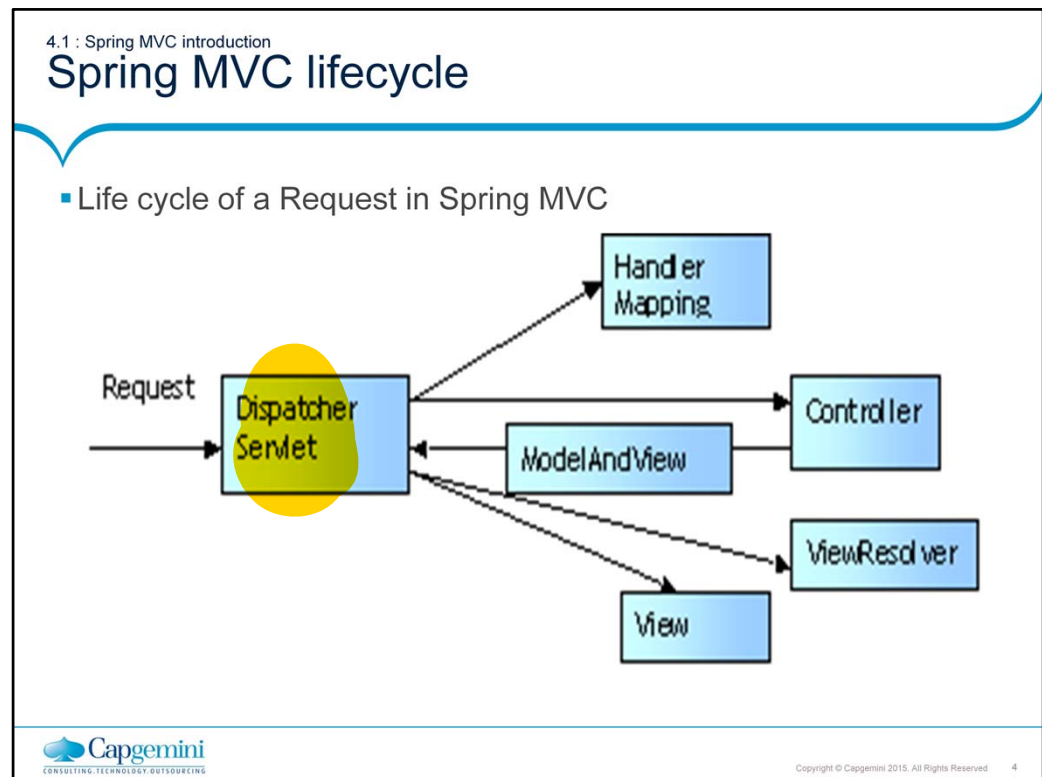 4.1 : Spring MVC introduction
Spring MVC lifecycle
Life cycle of a Request in Spring MVC
Handler
Mapping
Request
Dispatcher
Servlet
Controller
ModelAndView
ViewResolver
View
Capgemini
CONSULTING.TECHNOLOGY.OUTSOURCING
Copyright © Capgemini 2015. All Rights Reserved 4